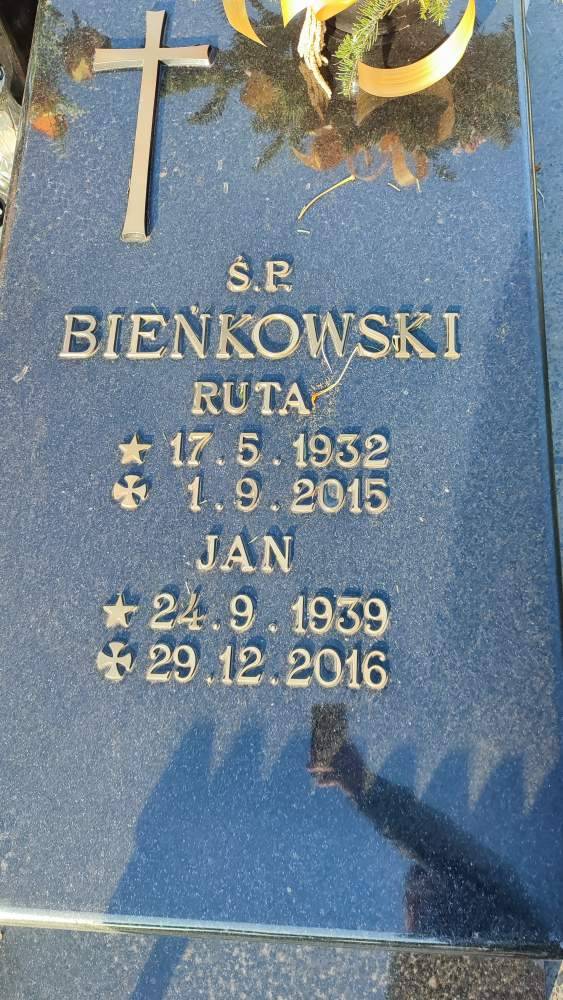 Ś.P.
BIEŃKOWSKI
RUTA
17.5.1932
1.9.2015
JAN
24.9.1939
29.12.2016